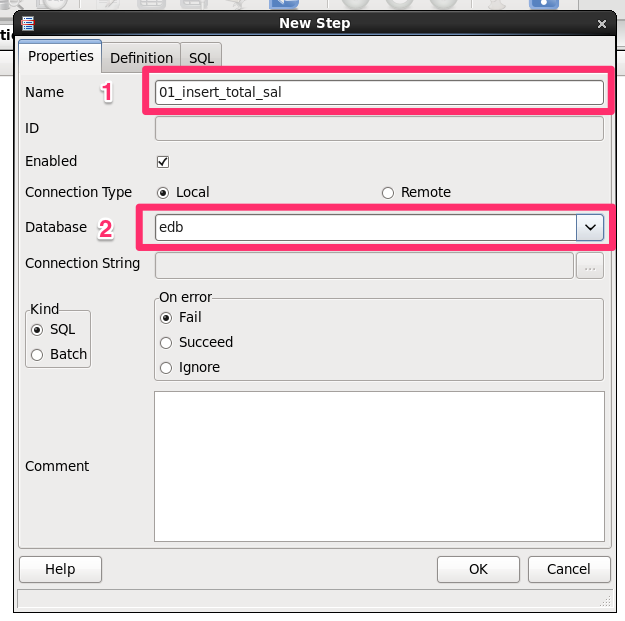 New Step
Properties Definition SQL
Name 1 01_insert_total_sal
ID
Enabled
Connection Type Local Remote
Database 2 edb
Connection String ...
Kind
SQL
Batch
On error
Fail
Succeed
Ignore
Comment
Help OK Cancel